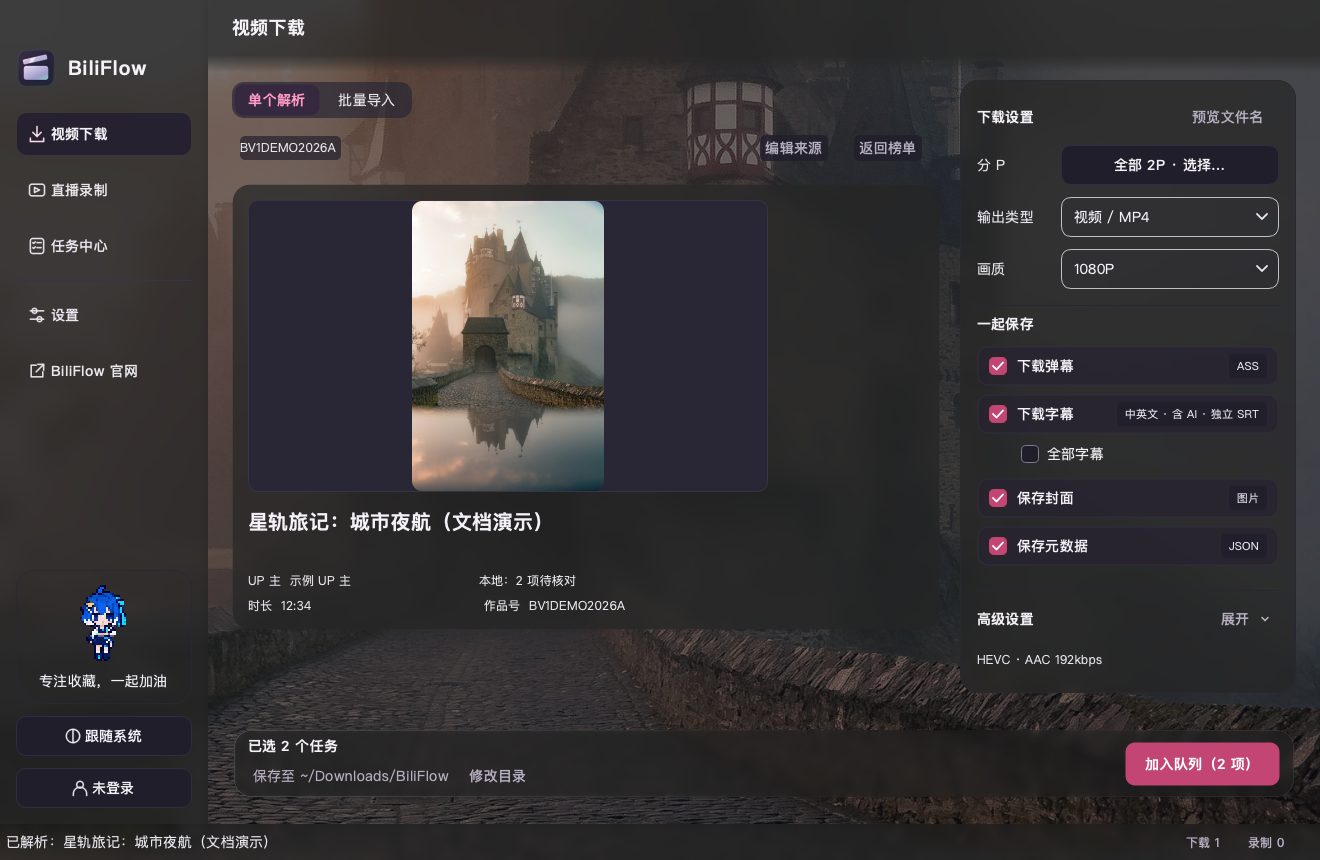 视频下载
BiliFlow
视频下载
直播录制
任务中心
设置
BiliFlow 官网
专注收藏，一起加油
跟随系统
未登录
单个解析 批量导入
BV1DEMO2026A 编辑来源 返回榜单
星轨旅记：城市夜航（文档演示）
UP 主 示例 UP 主 本地：2 项待核对
时长 12:34 作品号 BV1DEMO2026A
下载设置 预览文件名
分 P 全部 2P · 选择...
输出类型 视频 / MP4
画质 1080P
一起保存
下载弹幕 ASS
下载字幕 中英文 · 含 AI · 独立 SRT
全部字幕
保存封面 图片
保存元数据 JSON
高级设置 展开
HEVC · AAC 192kbps
已选 2 个任务
保存至 ~/Downloads/BiliFlow 修改目录
加入队列（2 项）
已解析：星轨旅记：城市夜航（文档演示） 下载 1 录制 0